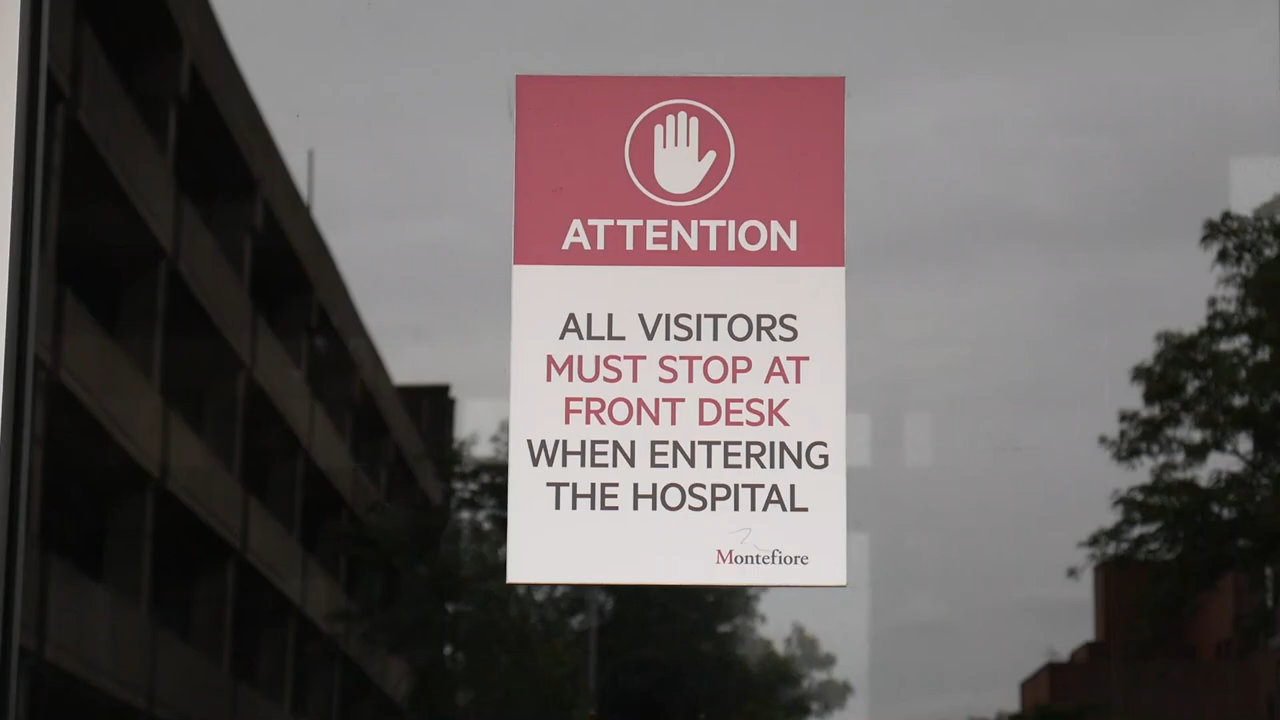 ATTENTION
ALL VISITORS
MUST STOP AT
FRONT DESK
WHEN ENTERING
THE HOSPITAL
Montefiore